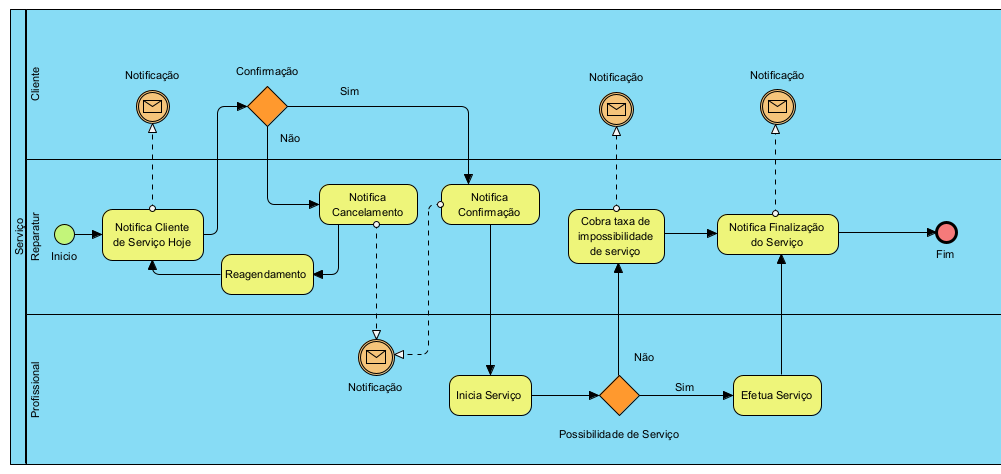 Serviço
Cliente
Notificação
Confirmação
Sim
Não
Notificação
Notificação
Reparatur
Inicio
Notifica Cliente
de Serviço Hoje
Notifica
Cancelamento
Notifica
Confirmação
Reagendamento
Cobra taxa de
impossibilidade
de serviço
Notifica Finalização
do Serviço
Fim
Profissional
Notificação
Inicia Serviço
Não
Sim
Possibilidade de Serviço
Efetua Serviço